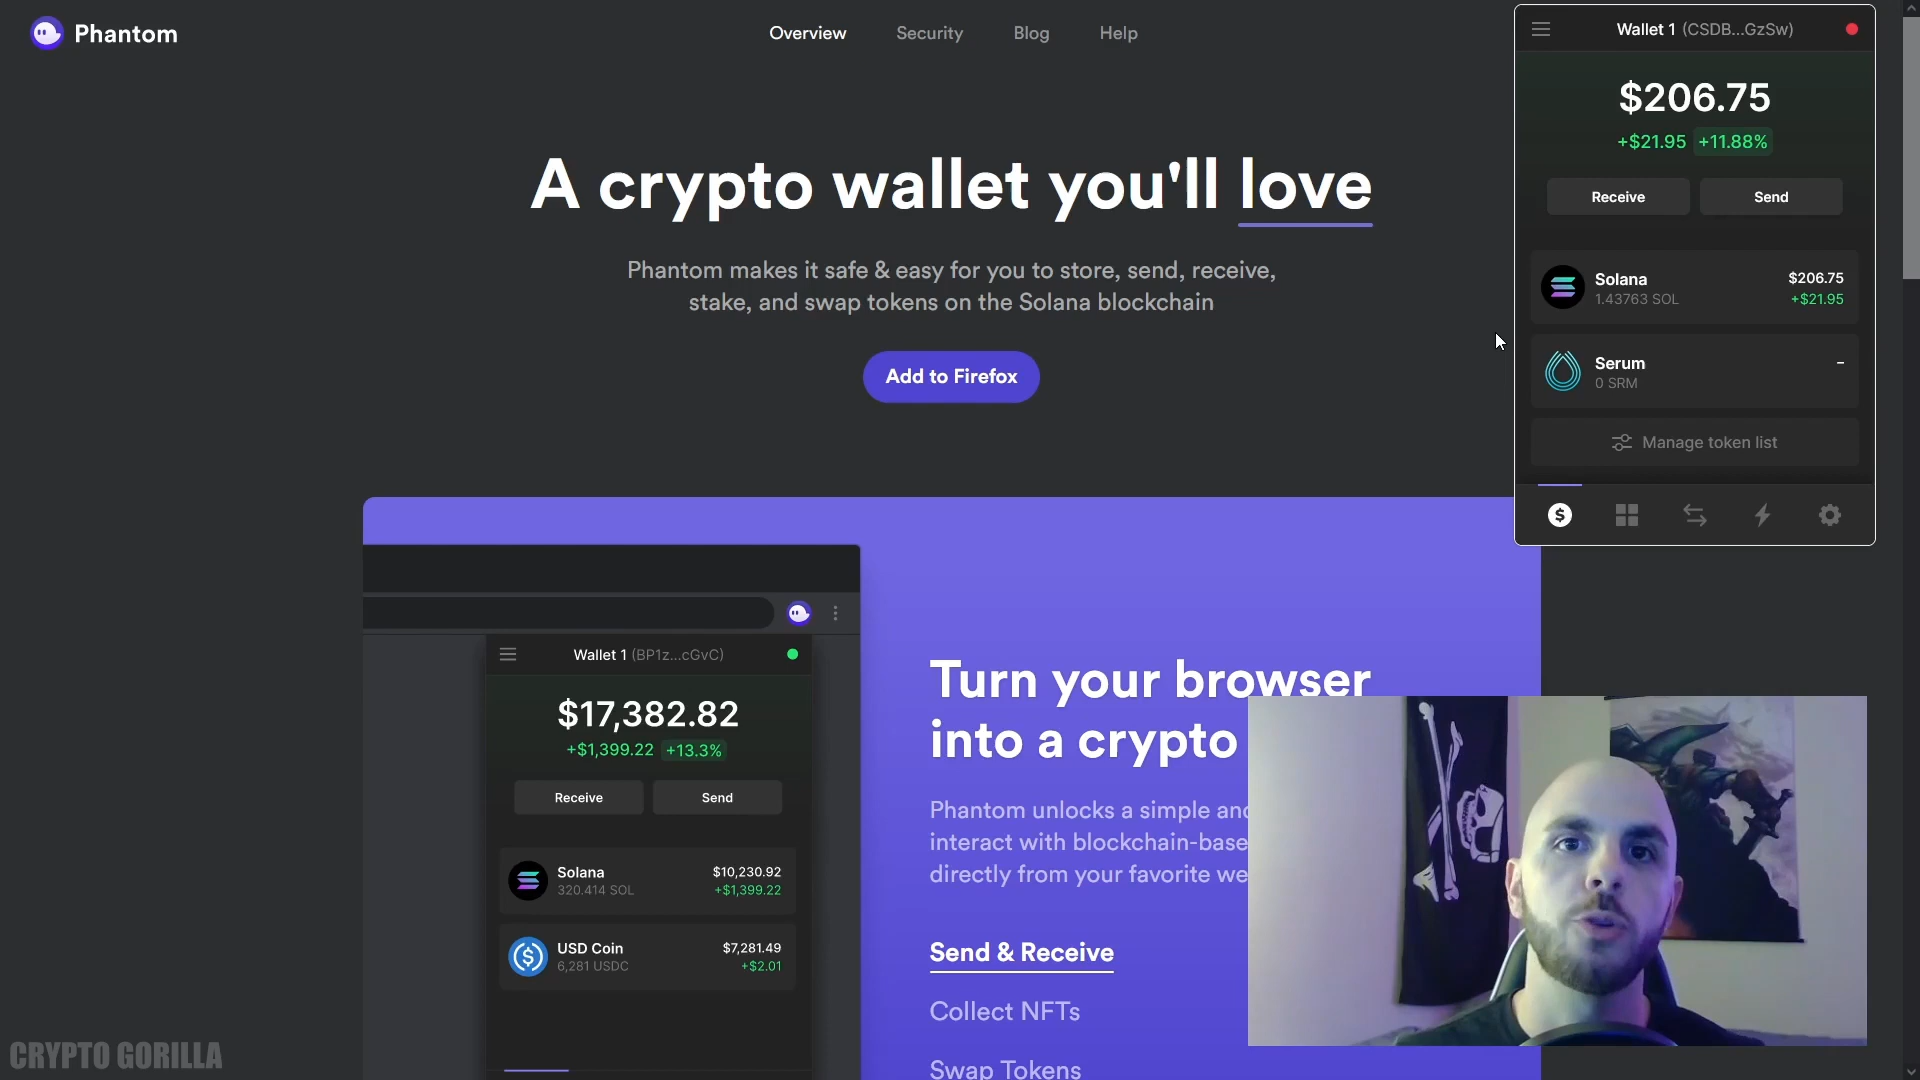 Phantom
Overview
Security
Blog
Help
A crypto wallet you'll love
Phantom makes it safe & easy for you to store, send, receive,
stake, and swap tokens on the Solana blockchain
Add to Firefox
Wallet 1 (CSDB...GzSw)
$206.75
+$21.95 +11.88%
Receive
Send
Solana
$206.75
1.43763 SOL
+$21.95
Serum
–
0 SRM
Manage token list
Wallet 1 (BP1z...cGvC)
$17,382.82
+$1,399.22 +13.3%
Receive
Send
Solana
$10,230.92
320.414 SOL
+$1,399.22
USD Coin
$7,281.49
6,281 USDC
+$2.01
Turn your browser
into a crypto
Phantom unlocks a simple and
interact with blockchain-base
directly from your favorite we
Send & Receive
Collect NFTs
Swap Tokens
CRYPTO GORILLA